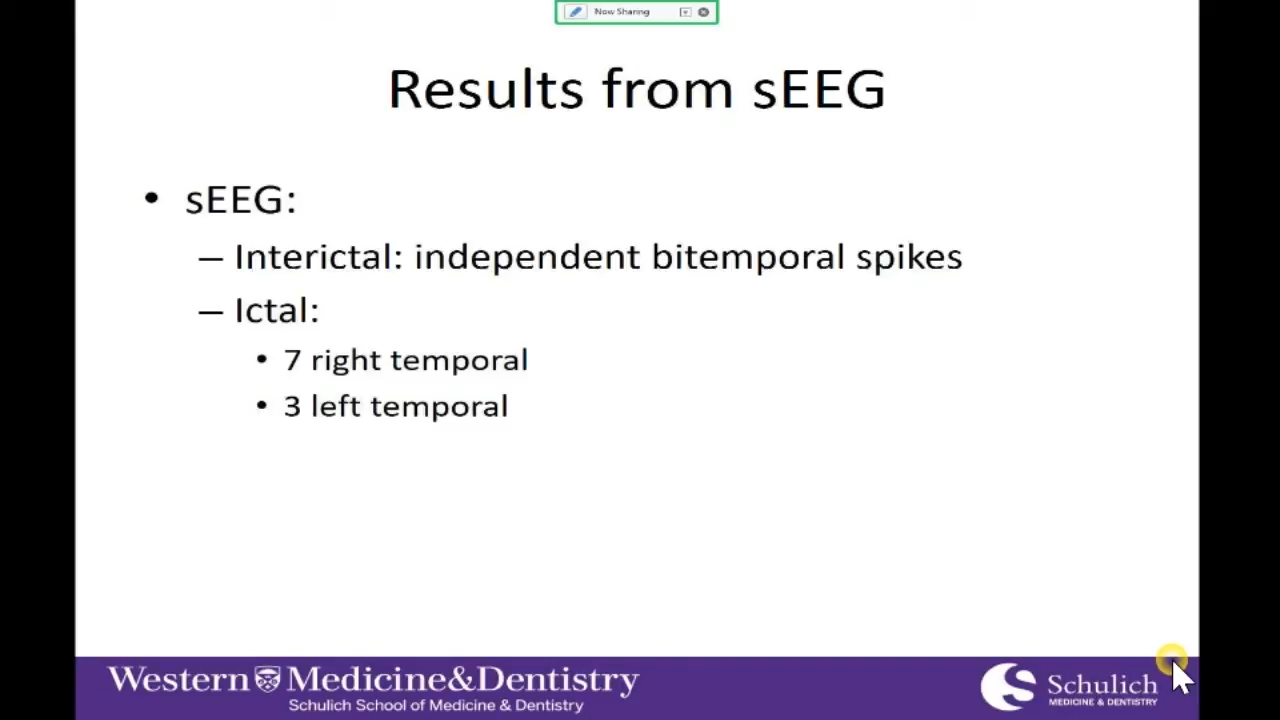 Now Sharing
Results from sEEG
• sEEG:
– Interictal: independent bitemporal spikes
– Ictal:
• 7 right temporal
• 3 left temporal
Western Medicine&Dentistry
Schulich School of Medicine & Dentistry
Schulich
MEDICINE & DENTISTRY